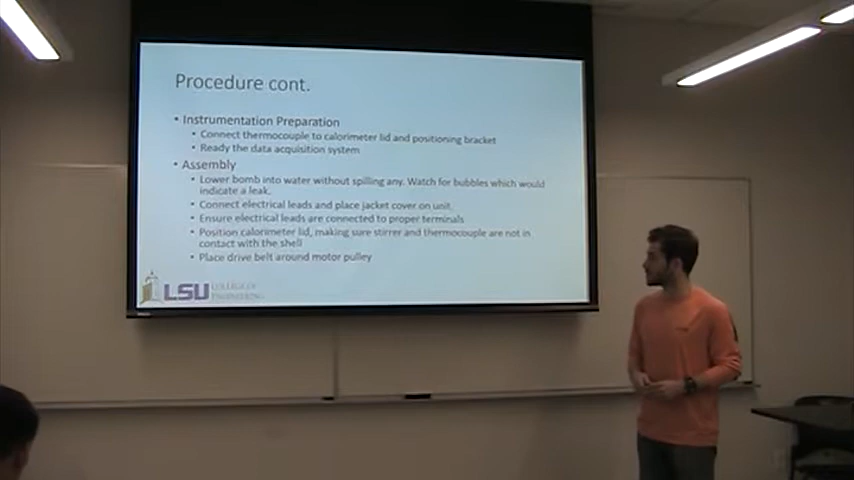 Procedure cont.
• Instrumentation Preparation
• Connect thermocouple to calorimeter lid and positioning bracket
• Ready the data acquisition system
• Assembly
• Lower bomb into water without spilling any. Watch for bubbles which would
indicate a leak.
• Connect electrical leads and place jacket cover on unit.
• Ensure electrical leads are connected to proper terminals
• Position calorimeter lid, making sure stirrer and thermocouple are not in
contact with the shell
• Place drive belt around motor pulley
LSU COLLEGE OF
ENGINEERING